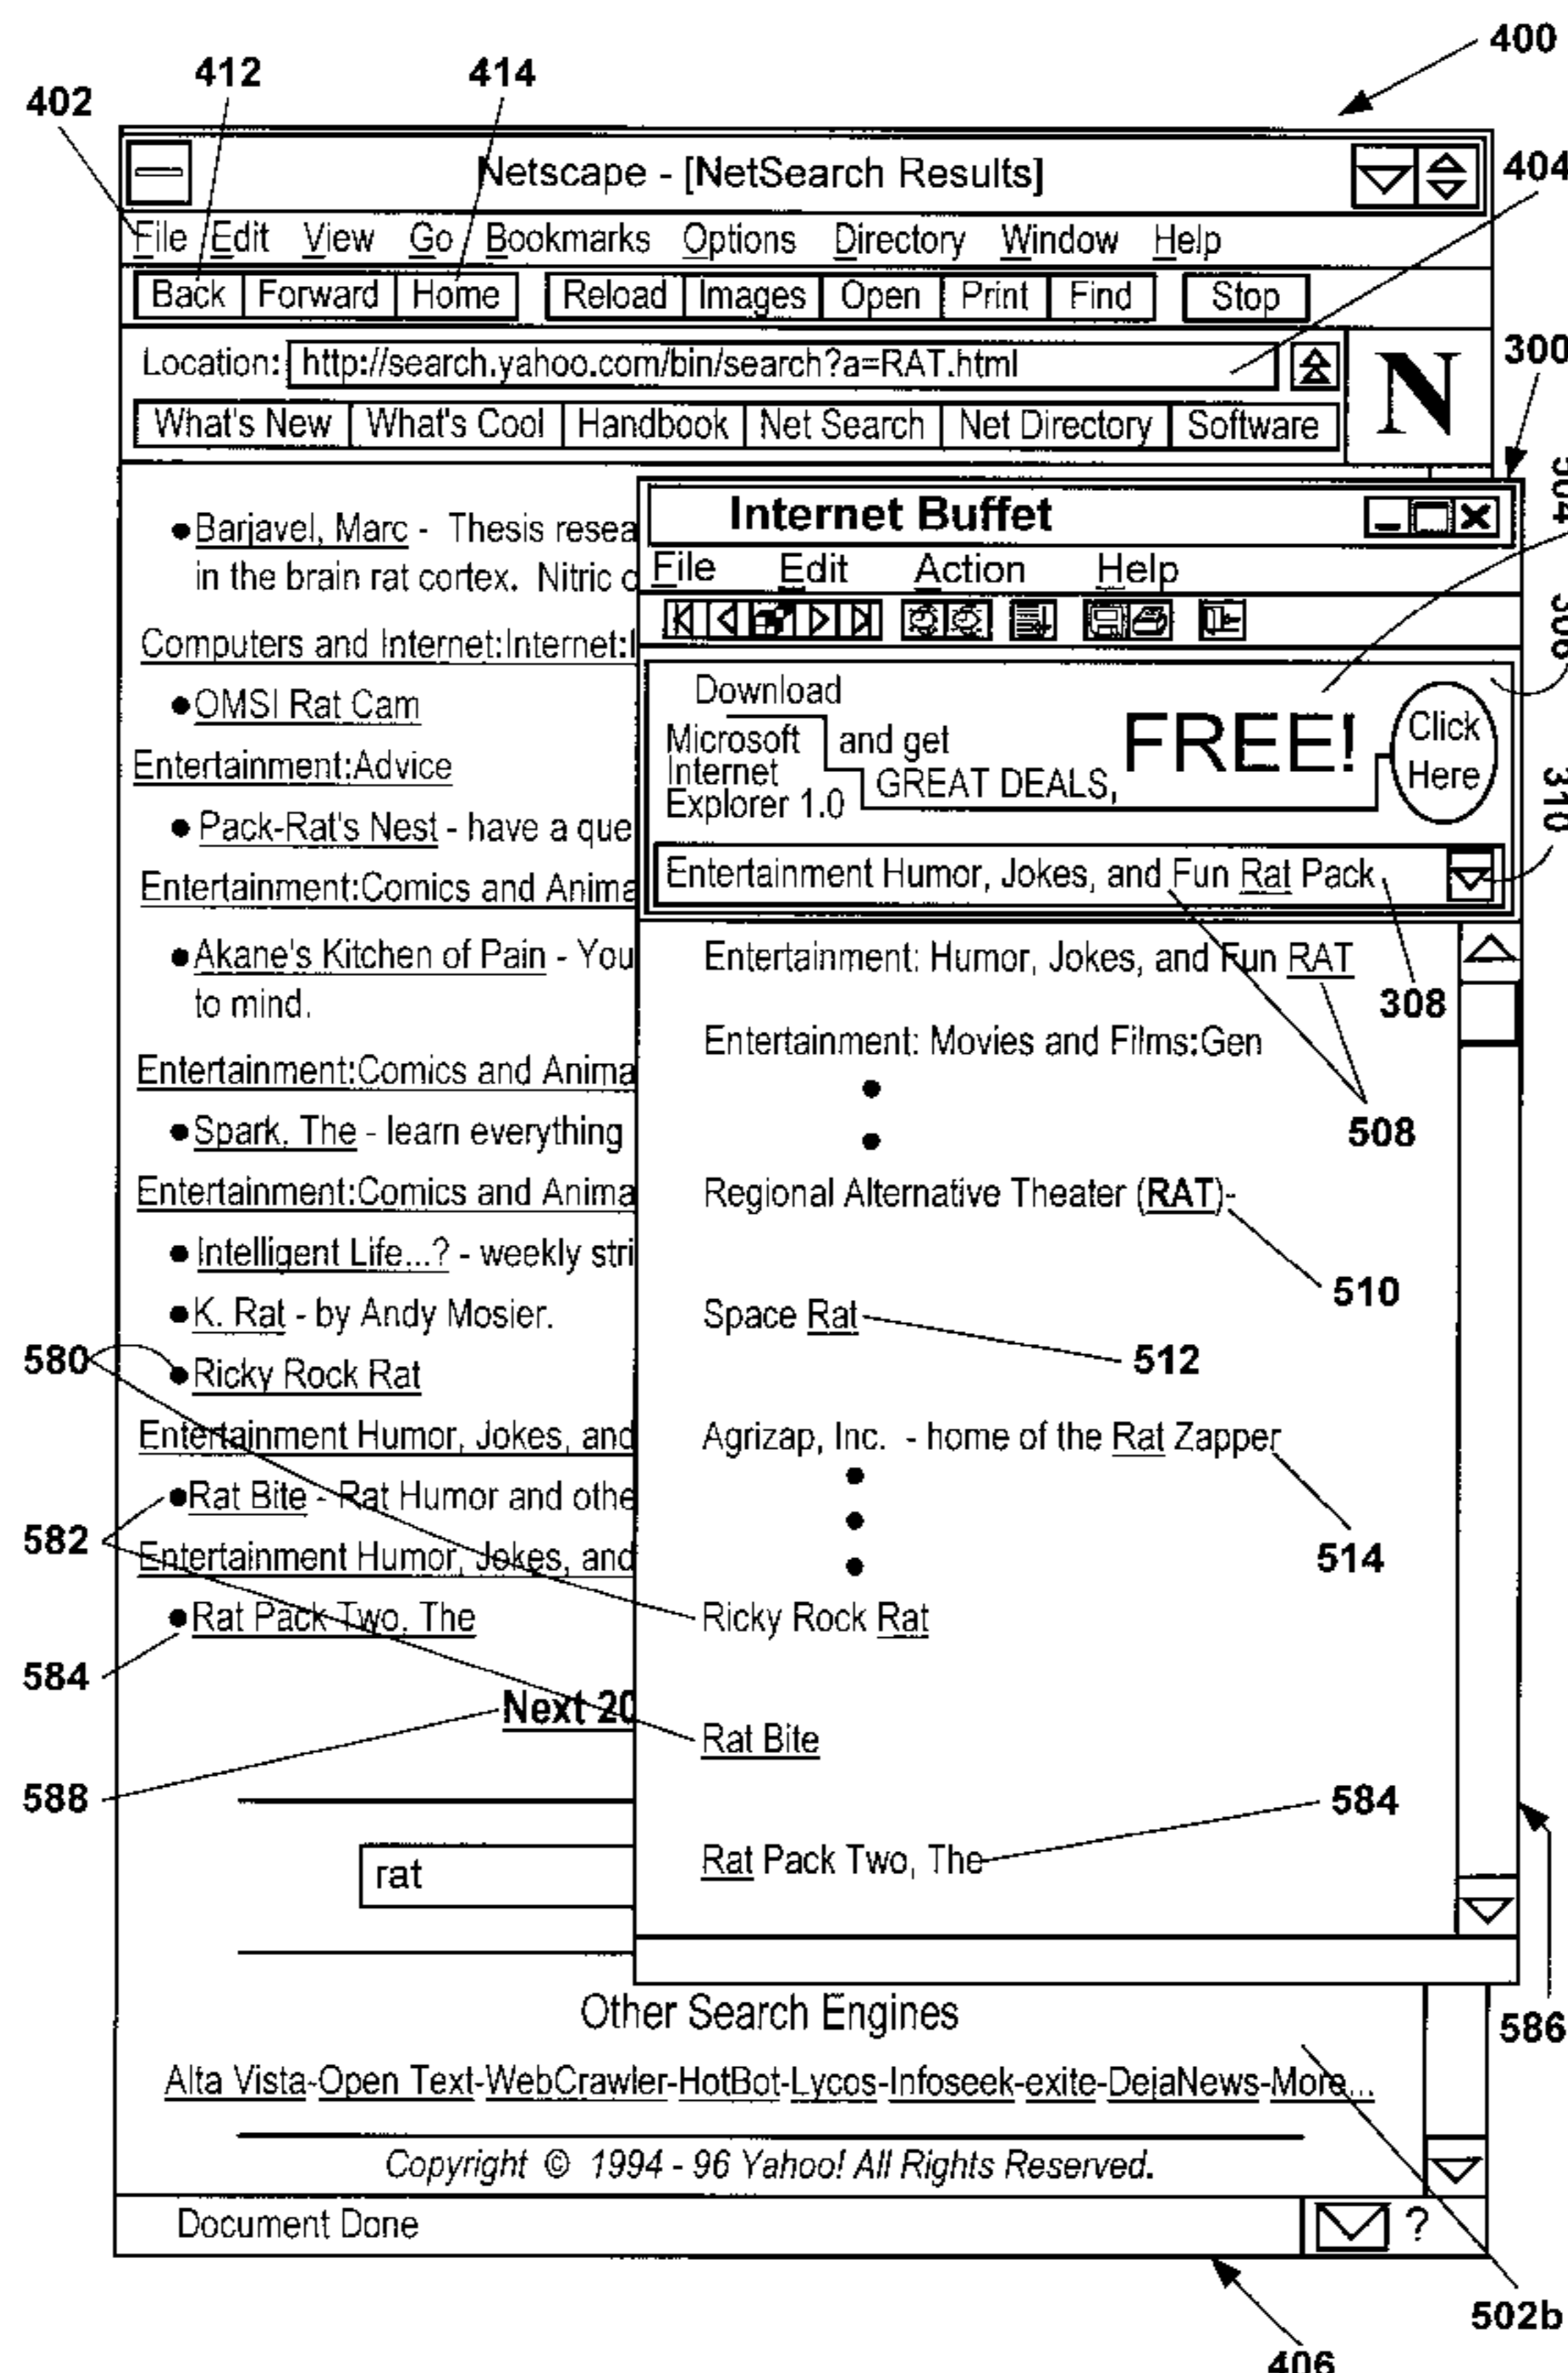 400
412
414
402
Netscape - [NetSearch Results]
404
File Edit View Go Bookmarks Options Directory Window Help
Back Forward Home Reload Images Open Print Find Stop
Location: http://search.yahoo.com/bin/search?a=RAT.html
N
300
What's New What's Cool Handbook Net Search Net Directory Software
•Barjavel, Marc - Thesis resea
in the brain rat cortex. Nitric
Computers and Internet:Internet:
•OMSI Rat Cam
Entertainment:Advice
• Pack-Rat's Nest - have a que
Entertainment:Comics and Anima
•Akane's Kitchen of Pain - You
to mind.
Entertainment:Comics and Anima
•Spark, The - learn everything
Entertainment:Comics and Anima
• Intelligent Life...? - weekly stri
•K. Rat - by Andy Mosier.
580
•Ricky Rock Rat
Entertainment Humor, Jokes, and
•Rat Bite - Rat Humor and othe
582
Entertainment Humor, Jokes, and
•Rat Pack Two, The
584
Next 20
588
rat
Internet Buffet
304
File Edit Action Help
306
Download
Microsoft
Internet
Explorer 1.0
and get
GREAT DEALS,
FREE!
Click
Here
310
Entertainment Humor, Jokes, and Fun Rat Pack
Entertainment: Humor, Jokes, and Fun RAT
308
Entertainment: Movies and Films:Gen
•
•
508
Regional Alternative Theater (RAT)-
510
Space Rat
512
Agrizap, Inc. - home of the Rat Zapper
•
•
•
514
Ricky Rock Rat
Rat Bite
584
Rat Pack Two, The
586
Other Search Engines
Alta Vista-Open Text-WebCrawler-HotBot-Lycos-Infoseek-exite-DejaNews-More...
Copyright © 1994 - 96 Yahoo! All Rights Reserved.
Document Done ?
502b
406